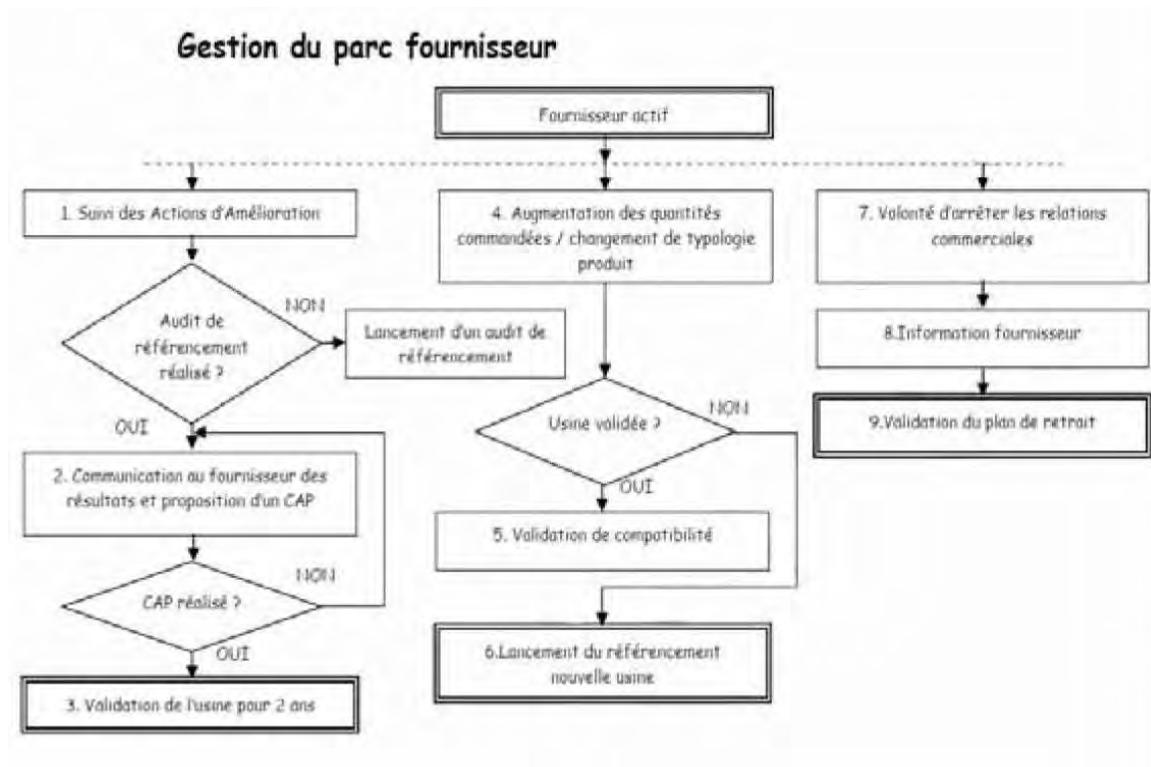 Gestion du parc fournisseur
Fournisseur actif
1. Suivi des Actions d'Amélioration
Audit de
référencement
réalisé ?
NON
Lancement d'un audit de
référencement
OUI
2. Communication au fournisseur des
résultats et proposition d'un CAP
CAP réalisé ?
NON
OUI
3. Validation de l'usine pour 2 ans
4. Augmentation des quantités
commandées / changement de typologie
produit
Usine validée ?
NON
OUI
5. Validation de compatibilité
6.Lancement du référencement
nouvelle usine
7. Volonté d'arrêter les relations
commerciales
8.Information fournisseur
9.Validation du plan de retrait